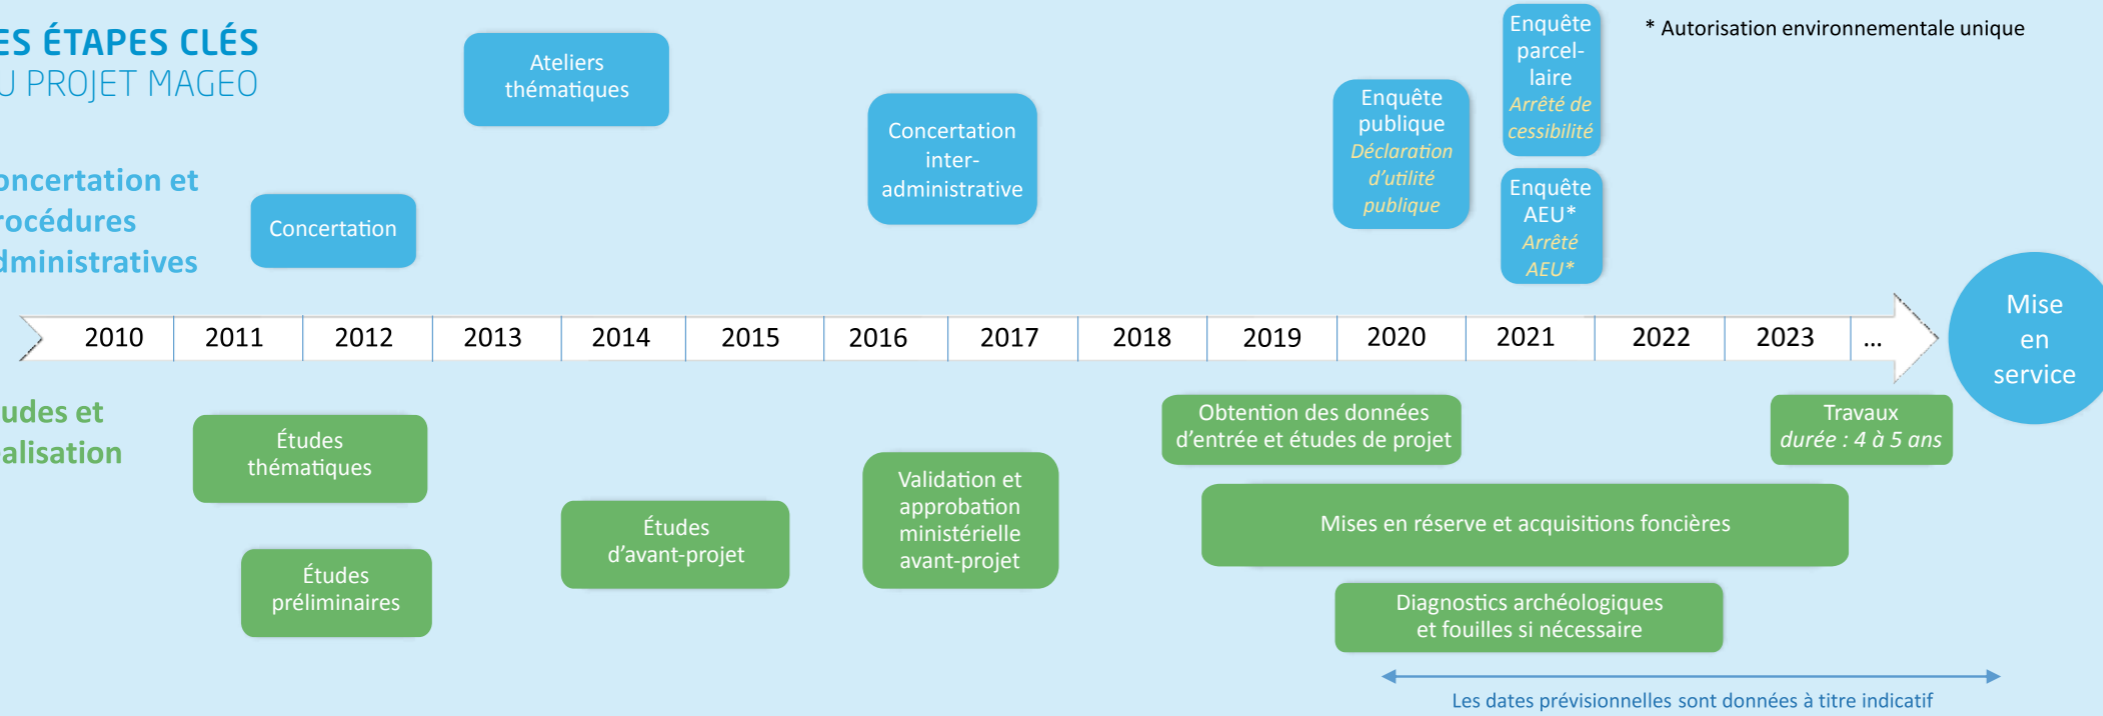 ES ÉTAPES CLÉS
U PROJET MAGEO
* Autorisation environnementale unique
oncertation et
rocédures
dministratives
Concertation
Ateliers
thématiques
Concertation
inter-
administrative
Enquête
publique
Déclaration
d'utilité
publique
Enquête
parcel-
laire
Arrêté de
cessibilité
Enquête
AEU*
Arrêté
AEU*
2010 2011 2012 2013 2014 2015 2016 2017 2018 2019 2020 2021 2022 2023 ...
Mise
en
service
udes et
alisation
Études
thématiques
Études
préliminaires
Études
d'avant-projet
Validation et
approbation
ministérielle
avant-projet
Obtention des données
d'entrée et études de projet
Travaux
durée : 4 à 5 ans
Mises en réserve et acquisitions foncières
Diagnostics archéologiques
et fouilles si nécessaire
Les dates prévisionnelles sont données à titre indicatif